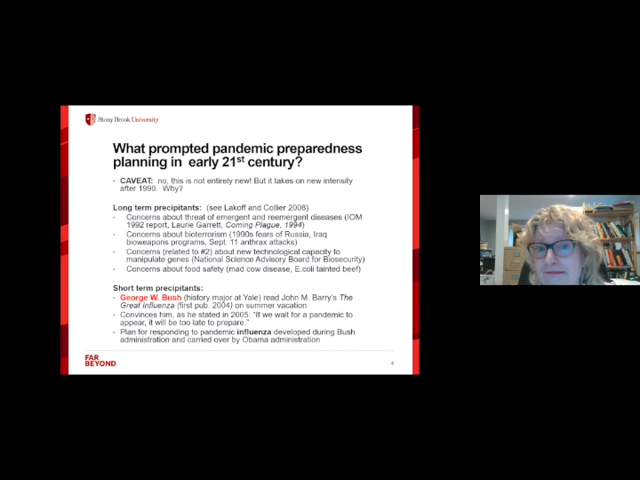 Stony Brook University
What prompted pandemic preparedness
planning in early 21st century?
• CAVEAT: no, this is not entirely new! But it takes on new intensity
after 1990. Why?
Long term precipitants: (see Lakoff and Collier 2008)
• Concerns about threat of emergent and reemergent diseases (IOM
1992 report, Laurie Garrett, Coming Plague, 1994)
• Concerns about bioterrorism (1990s fears of Russia, Iraq
bioweapons programs, Sept. 11 anthrax attacks)
• Concerns (related to #2) about new technological capacity to
manipulate genes (National Science Advisory Board for Biosecurity)
• Concerns about food safety (mad cow disease, E.coli tainted beef)
Short term precipitants:
• George W. Bush (history major at Yale) read John M. Barry's The
Great Influenza (first pub. 2004) on summer vacation
• Convinces him, as he stated in 2005: "If we wait for a pandemic to
appear, it will be too late to prepare."
• Plan for responding to pandemic influenza developed during Bush
administration and carried over by Obama administration
FAR
BEYOND
4